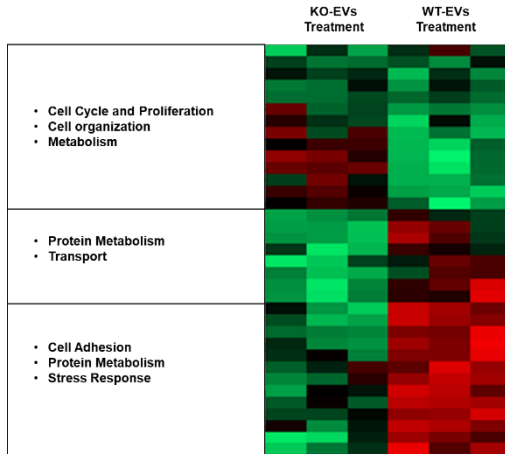 KO-EVs WT-EVs
Treatment Treatment
• Cell Cycle and Proliferation
• Cell organization
• Metabolism
• Protein Metabolism
• Transport
• Cell Adhesion
• Protein Metabolism
• Stress Response